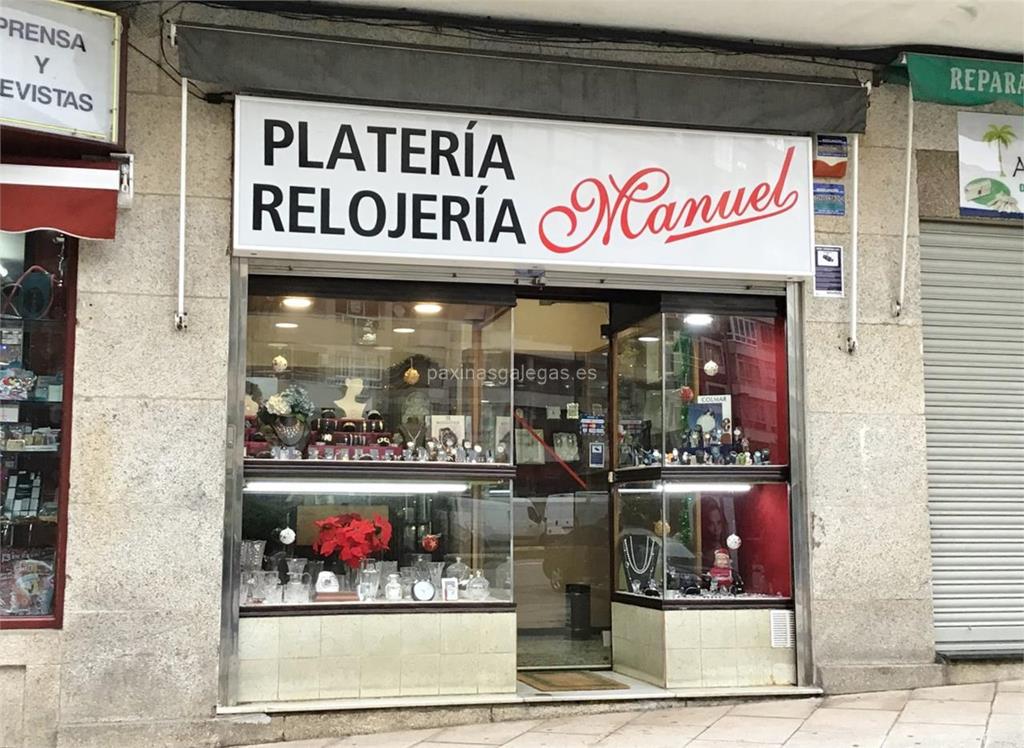 PRENSA
Y
EVISTAS
PLATERÍA
RELOJERÍA
Manuel
REPARA
A
paxinasgalegas.es
COLMAR